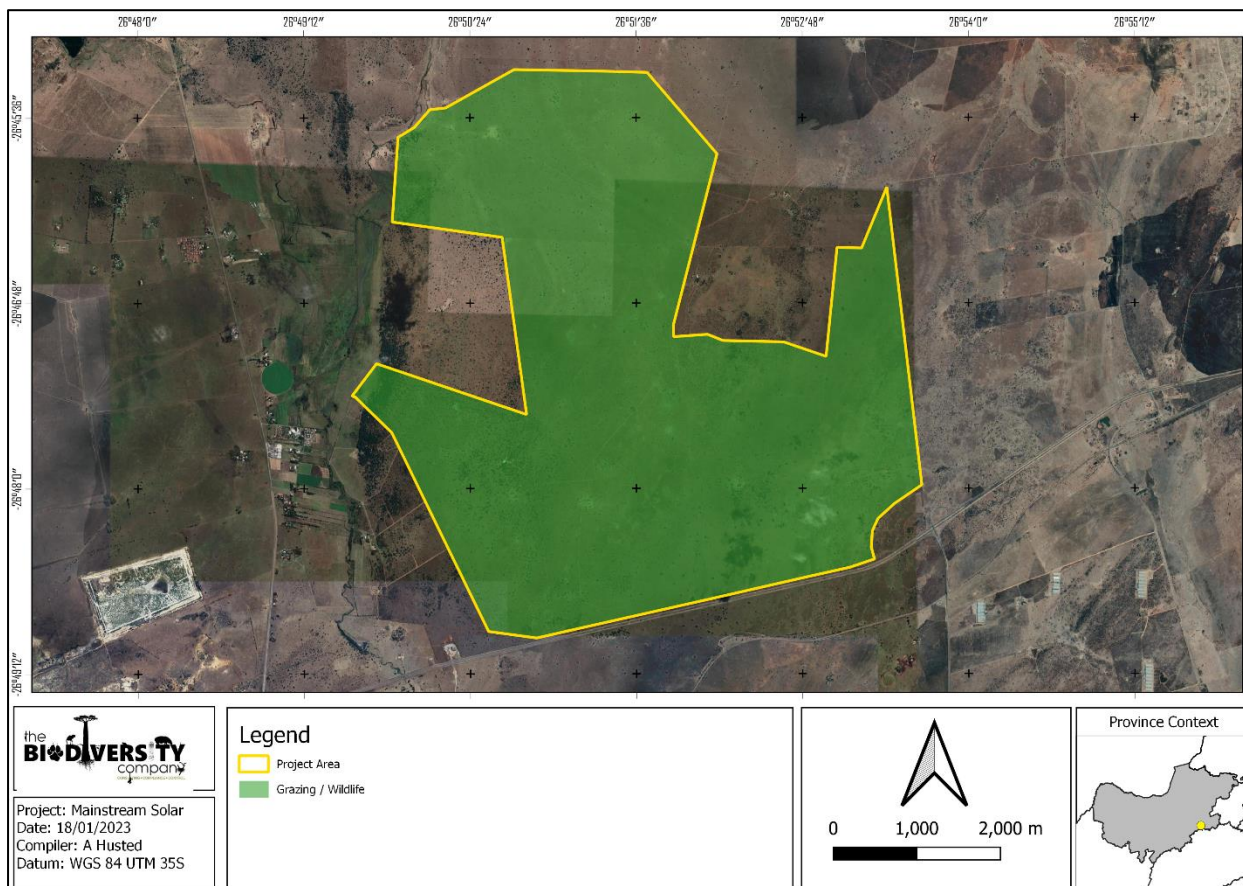 26°48'0" 26°49'12" 26°50'24" 26°51'36" 26°52'48" 26°54'0" 26°55'12"
-26°45'36"
-26°46'48"
-26°48'0"
-26°49'12"
the
BIODIVERSITY
company
Legend
Project Area
Grazing / Wildlife
0 1,000 2,000 m
Province Context
Project: Mainstream Solar
Date: 18/01/2023
Compiler: A Husted
Datum: WGS 84 UTM 35S